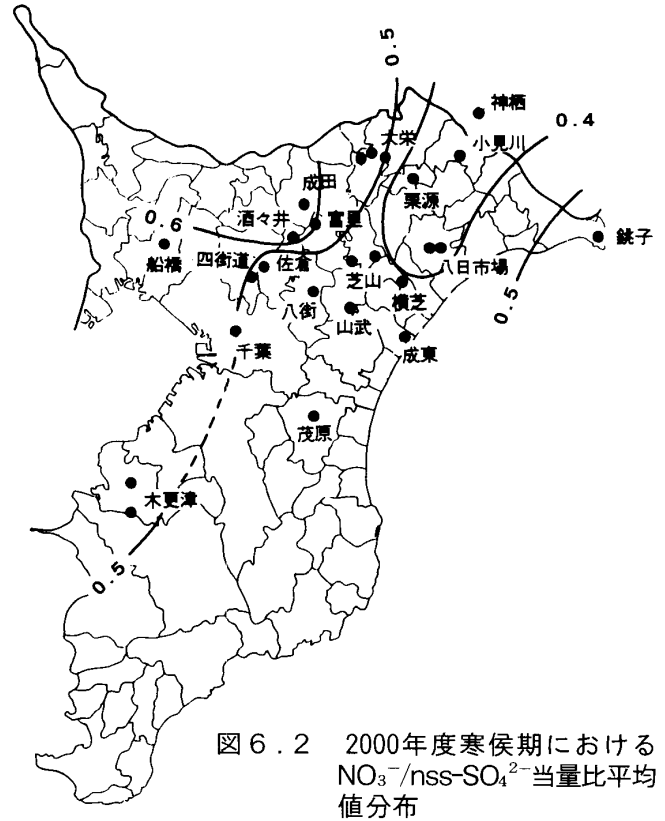 0.5
神栖
0.4
大栄
小見川
成田
栗源
0.6
酒々井
富里
銚子
船橋
四街道
佐倉
芝山
八日市場
0.5
八街
横芝
山武
千葉
成東
茂原
木更津
0.5
図6.2 2000年度寒侯期における
NO₃⁻/nss-SO₄²⁻当量比平均
値分布